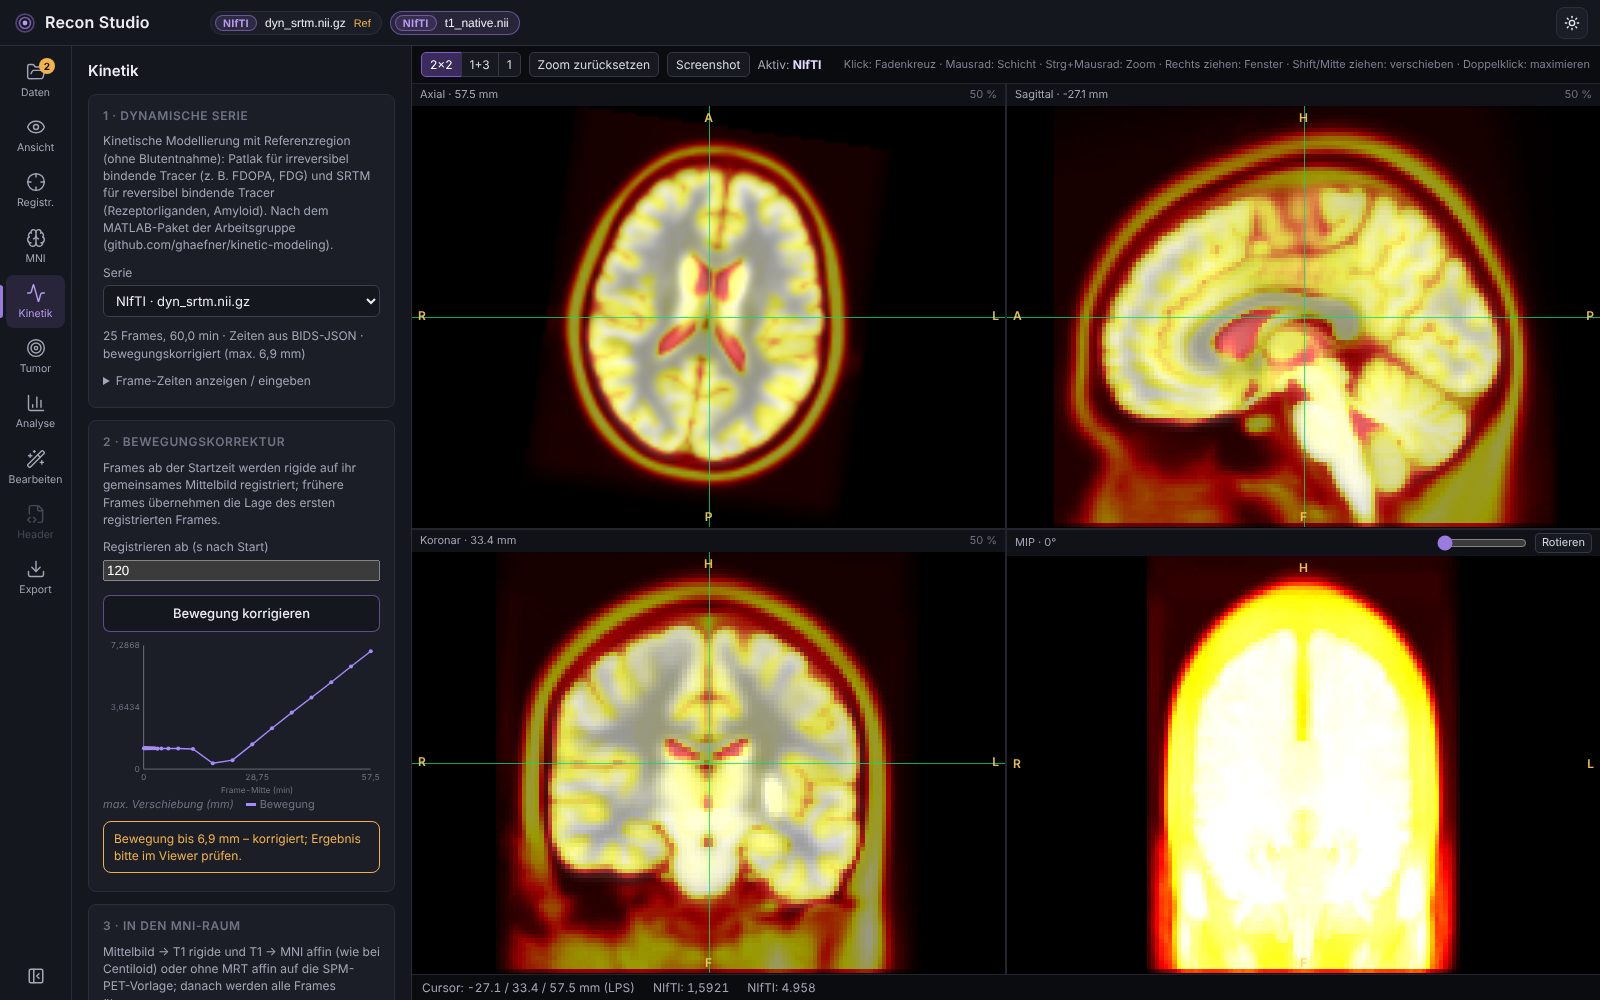 Recon Studio
NIfTI dyn_srtm.nii.gz Ref
NIfTI t1_native.nii
2
Daten
Ansicht
Registr.
MNI
Kinetik
Tumor
Analyse
Bearbeiten
Header
Export
Kinetik
1 · DYNAMISCHE SERIE
Kinetische Modellierung mit Referenzregion
(ohne Blutentnahme): Patlak für irreversibel
bindende Tracer (z. B. FDOPA, FDG) und SRTM
für reversibel bindende Tracer
(Rezeptorliganden, Amyloid). Nach dem
MATLAB-Paket der Arbeitsgruppe
(github.com/ghaefner/kinetic-modeling).
Serie
NIfTI · dyn_srtm.nii.gz
25 Frames, 60,0 min · Zeiten aus BIDS-JSON ·
bewegungskorrigiert (max. 6,9 mm)
Frame-Zeiten anzeigen / eingeben
2 · BEWEGUNGSKORREKTUR
Frames ab der Startzeit werden rigide auf ihr
gemeinsames Mittelbild registriert; frühere
Frames übernehmen die Lage des ersten
registrierten Frames.
Registrieren ab (s nach Start)
120
Bewegung korrigieren
7,2868
3,6434
0
0 28,75 57,5
Frame-Mitte (min)
max. Verschiebung (mm) Bewegung
Bewegung bis 6,9 mm – korrigiert; Ergebnis
bitte im Viewer prüfen.
3 · IN DEN MNI-RAUM
Mittelbild → T1 rigide und T1 → MNI affin (wie bei
Centiloid) oder ohne MRT affin auf die SPM-
PET-Vorlage; danach werden alle Frames
2×2 1+3 1 Zoom zurücksetzen Screenshot Aktiv: NIfTI Klick: Fadenkreuz · Mausrad: Schicht · Strg+Mausrad: Zoom · Rechts ziehen: Fenster · Shift/Mitte ziehen: verschieben · Doppelklick: maximieren
Axial · 57.5 mm 50 %
A
R L
P
Sagittal · -27.1 mm 50 %
H
A P
F
Koronar · 33.4 mm 50 %
H
R L
F
MIP · 0° Rotieren
H
R L
F
Cursor: -27.1 / 33.4 / 57.5 mm (LPS) NIfTI: 1,5921 NIfTI: 4.958